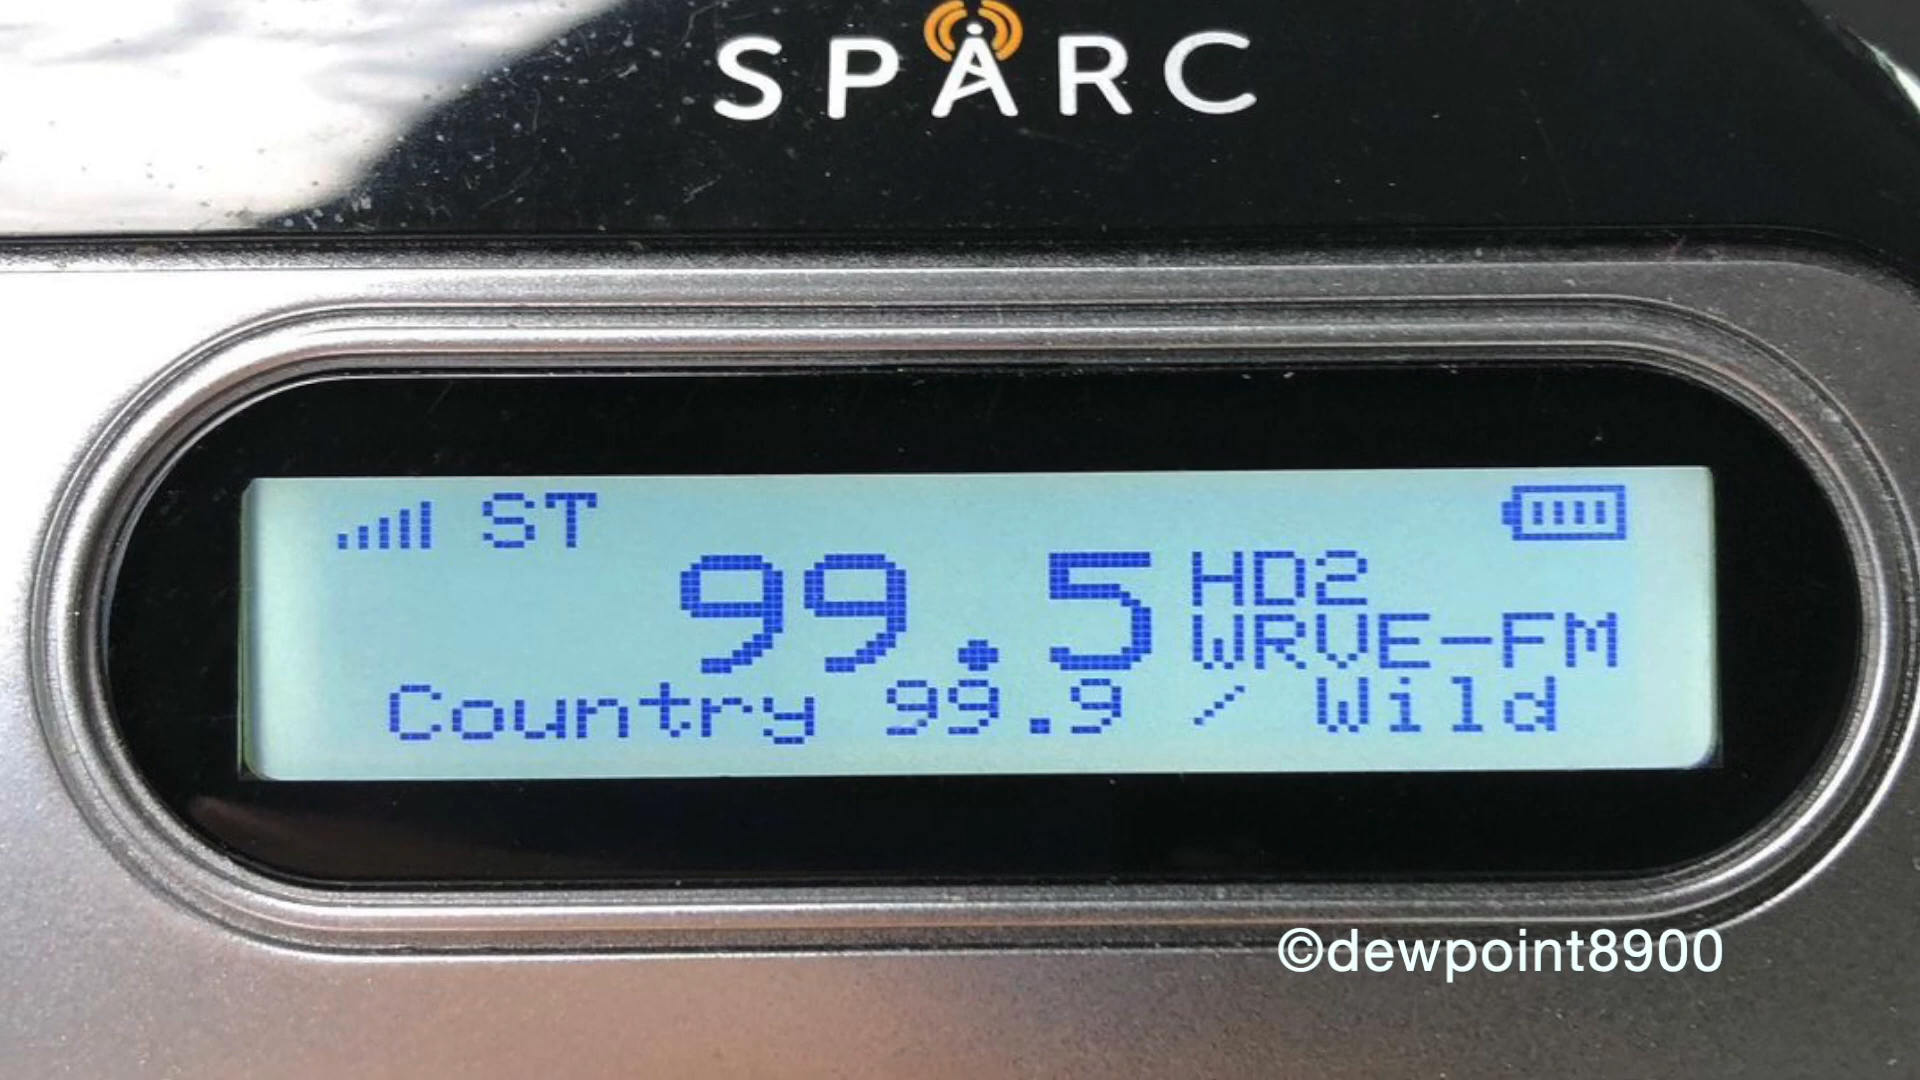 SPARC
ST
99.5 HD2
WRVE-FM
Country 99.9 / Wild
©dewpoint8900